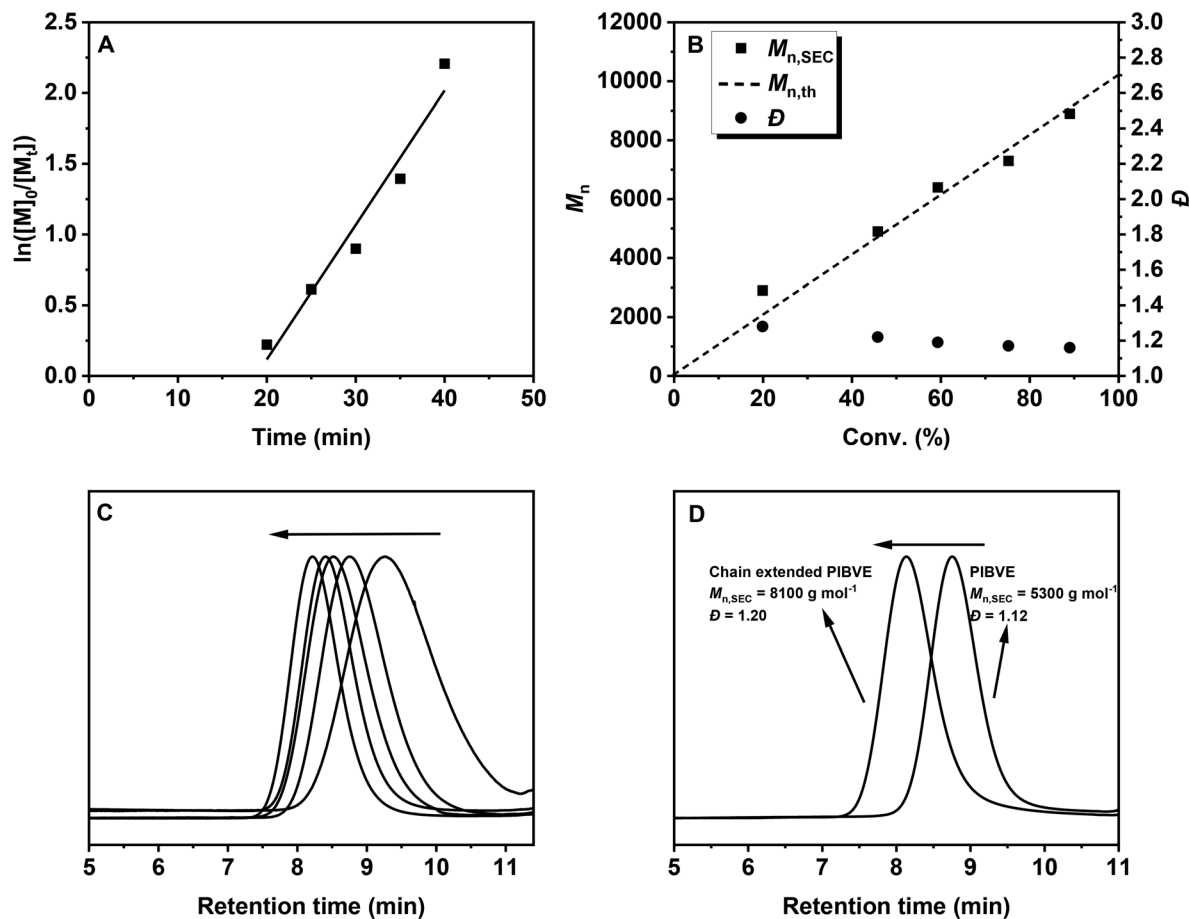 A
2.5
2.0
1.5
1.0
0.5
0.0
ln([M]₀/[Mₜ])
0 10 20 30 40 50
Time (min)
B
12000
10000
8000
6000
4000
2000
0
Mₙ
Mn,SEC
Mn,th
Đ
3.0
2.8
2.6
2.4
2.2
2.0
1.8
1.6
1.4
1.2
1.0
Đ
0 20 40 60 80 100
Conv. (%)
C
5 6 7 8 9 10 11
Retention time (min)
D
Chain extended PIBVE
Mn,SEC = 8100 g mol⁻¹
Đ = 1.20
PIBVE
Mn,SEC = 5300 g mol⁻¹
Đ = 1.12
5 6 7 8 9 10 11
Retention time (min)